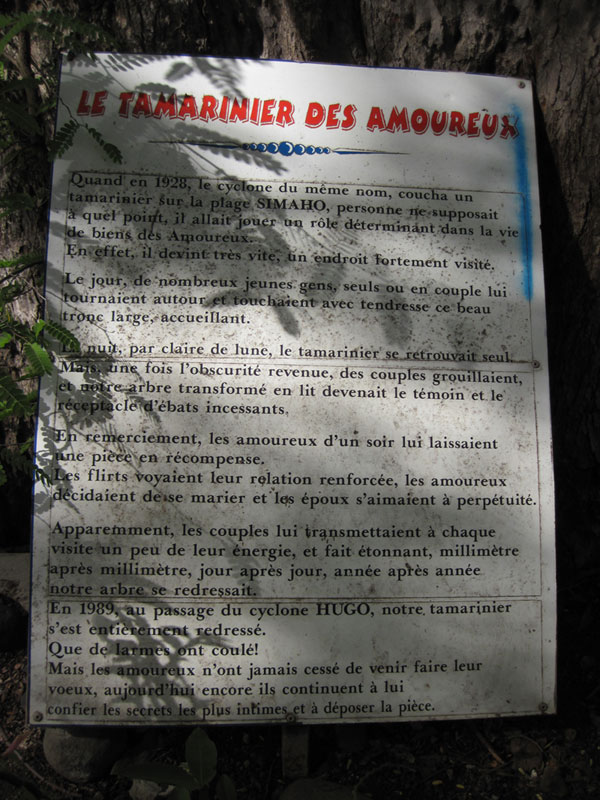 LE TAMARINIER DES AMOUREUX
Quand en 1928, le cyclone du même nom, coucha un
tamarinier sur la plage SIMAHO, personne ne supposait
à quel point, il allait jouer un rôle déterminant dans la vie
de biens des Amoureux.
En effet, il devint très vite, un endroit fortement visité.
Le jour, de nombreux jeunes gens, seuls ou en couple lui
tournaient autour et touchaient avec tendresse ce beau
tronc large, accueillant.
La nuit, par claire de lune, le tamarinier se retrouvait seul.
Mais, une fois l'obscurité revenue, des couples grouillaient,
et notre arbre transformé en lit devenait le témoin et le
réceptacle d'ébats incessants.
En remerciement, les amoureux d'un soir lui laissaient
une pièce en récompense.
Les flirts voyaient leur relation renforcée, les amoureux
décidaient de se marier et les époux s'aimaient à perpétuité.
Apparemment, les couples lui transmettaient à chaque
visite un peu de leur énergie, et fait étonnant, millimètre
après millimètre, jour après jour, année après année
notre arbre se redressait.
En 1989, au passage du cyclone HUGO, notre tamarinier
s'est entièrement redressé.
Que de larmes ont coulé!
Mais les amoureux n'ont jamais cessé de venir faire leur
voeux, aujourd'hui encore ils continuent à lui
confier les secrets les plus intimes et à déposer la pièce.